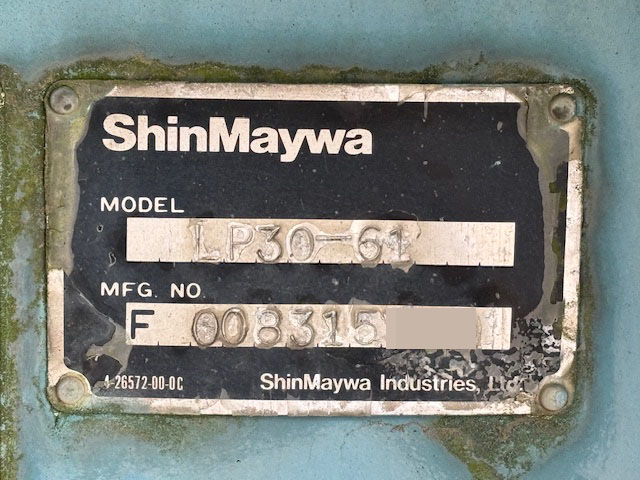 ShinMaywa
MODEL
LP30-61
MFG. NO.
F 008315
4-26572-00-0C
ShinMaywa Industries, Ltd.